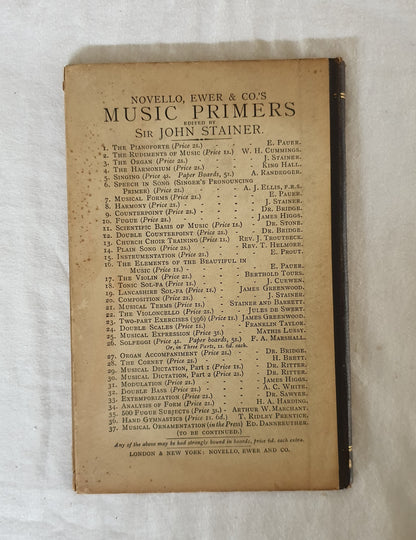 NOVELLO, EWER & CO.'S
MUSIC PRIMERS
EDITED BY
SIR JOHN STAINER.
1. THE PIANOFORTE (Price 2s.) - - - E. PAUER.
2. THE RUDIMENTS OF MUSIC (Price 1s.) - W. H. CUMMINGS.
3. THE ORGAN (Price 2s.) - - - J. STAINER.
4. THE HARMONIUM (Price 2s.) - - - KING HALL.
5. SINGING (Price 4s. Paper Boards, 5s.) - A. RANDEGGER.
6. SPEECH IN SONG (SINGER'S PRONOUNCING
PRIMER) (Price 2s.) - - - A. J. ELLIS, F.R.S.
7. MUSICAL FORMS (Price 2s.) - - - E. PAUER.
8. HARMONY (Price 2s.) - - - J. STAINER.
9. COUNTERPOINT (Price 2s.) - - - DR. BRIDGE.
10. FUGUE (Price 2s.) - - - JAMES HIGGS.
11. SCIENTIFIC BASIS OF MUSIC (Price 1s.) - DR. STONE.
12. DOUBLE COUNTERPOINT (Price 2s.) - DR. BRIDGE.
13. CHURCH CHOIR TRAINING (Price 1s.) - REV. J. TROUTBECK.
14. PLAIN SONG (Price 2s.) - - REV. T. HELMORE.
15. INSTRUMENTATION (Price 2s.) - - E. PROUT.
16. THE ELEMENTS OF THE BEAUTIFUL IN
MUSIC (Price 1s.) - - - E. PAUER.
17. THE VIOLIN (Price 2s.) - - BERTHOLD TOURS.
18. TONIC SOL-FA (Price 1s.) - - J. CURWEN.
19. LANCASHIRE SOL-FA (Price 1s.) - JAMES GREENWOOD.
20. COMPOSITION (Price 2s.) - - J. STAINER.
21. MUSICAL TERMS (Price 1s.) - STAINER AND BARRETT.
22. THE VIOLONCELLO (Price 2s.) - JULES DE SWERT.
23. TWO-PART EXERCISES (396) (Price 1s.) JAMES GREENWOOD.
24. DOUBLE SCALES (Price 1s.) - FRANKLIN TAYLOR.
25. MUSICAL EXPRESSION (Price 3s.) - MATHIS LUSSY.
26. SOLFEGGI (Price 4s. Paper boards, 5s.) - F. A. MARSHALL.
Or, in Three Parts, 1s. 6d. each.
27. ORGAN ACCOMPANIMENT (Price 2s.) - DR. BRIDGE.
28. THE CORNET (Price 2s.) - - H. BRETT.
29. MUSICAL DICTATION, PART 1 (Price 1s.) - DR. RITTER.
30. MUSICAL DICTATION, PART 2 (Price 2s.) - DR. RITTER.
31. MODULATION (Price 2s.) - - JAMES HIGGS.
32. DOUBLE BASS (Price 2s.) - - A. C. WHITE.
33. EXTEMPORIZATION (Price 2s.) - - DR. SAWYER.
34. ANALYSIS OF FORM (Price 2s.) - H. A. HARDING.
35. 500 FUGUE SUBJECTS (Price 3s.) - ARTHUR W. MARCHANT.
36. HAND GYMNASTICS (Price 1s. 6d.) - T. RIDLEY PRENTICE.
37. MUSICAL ORNAMENTATION (in the Press) ED. DANNREUTHER.
(TO BE CONTINUED.)
Any of the above may be had strongly bound in boards, price 6d. each extra.
LONDON & NEW YORK: NOVELLO, EWER AND CO.